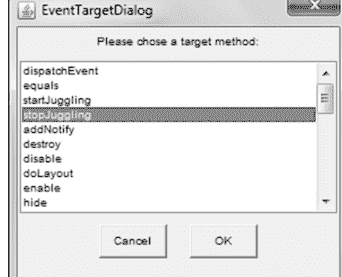 EventTargetDialog
Please chose a target method:
dispatchEvent
equals
startJuggling
stopJuggling
addNotify
destroy
disable
doLayout
enable
hide
Cancel
OK